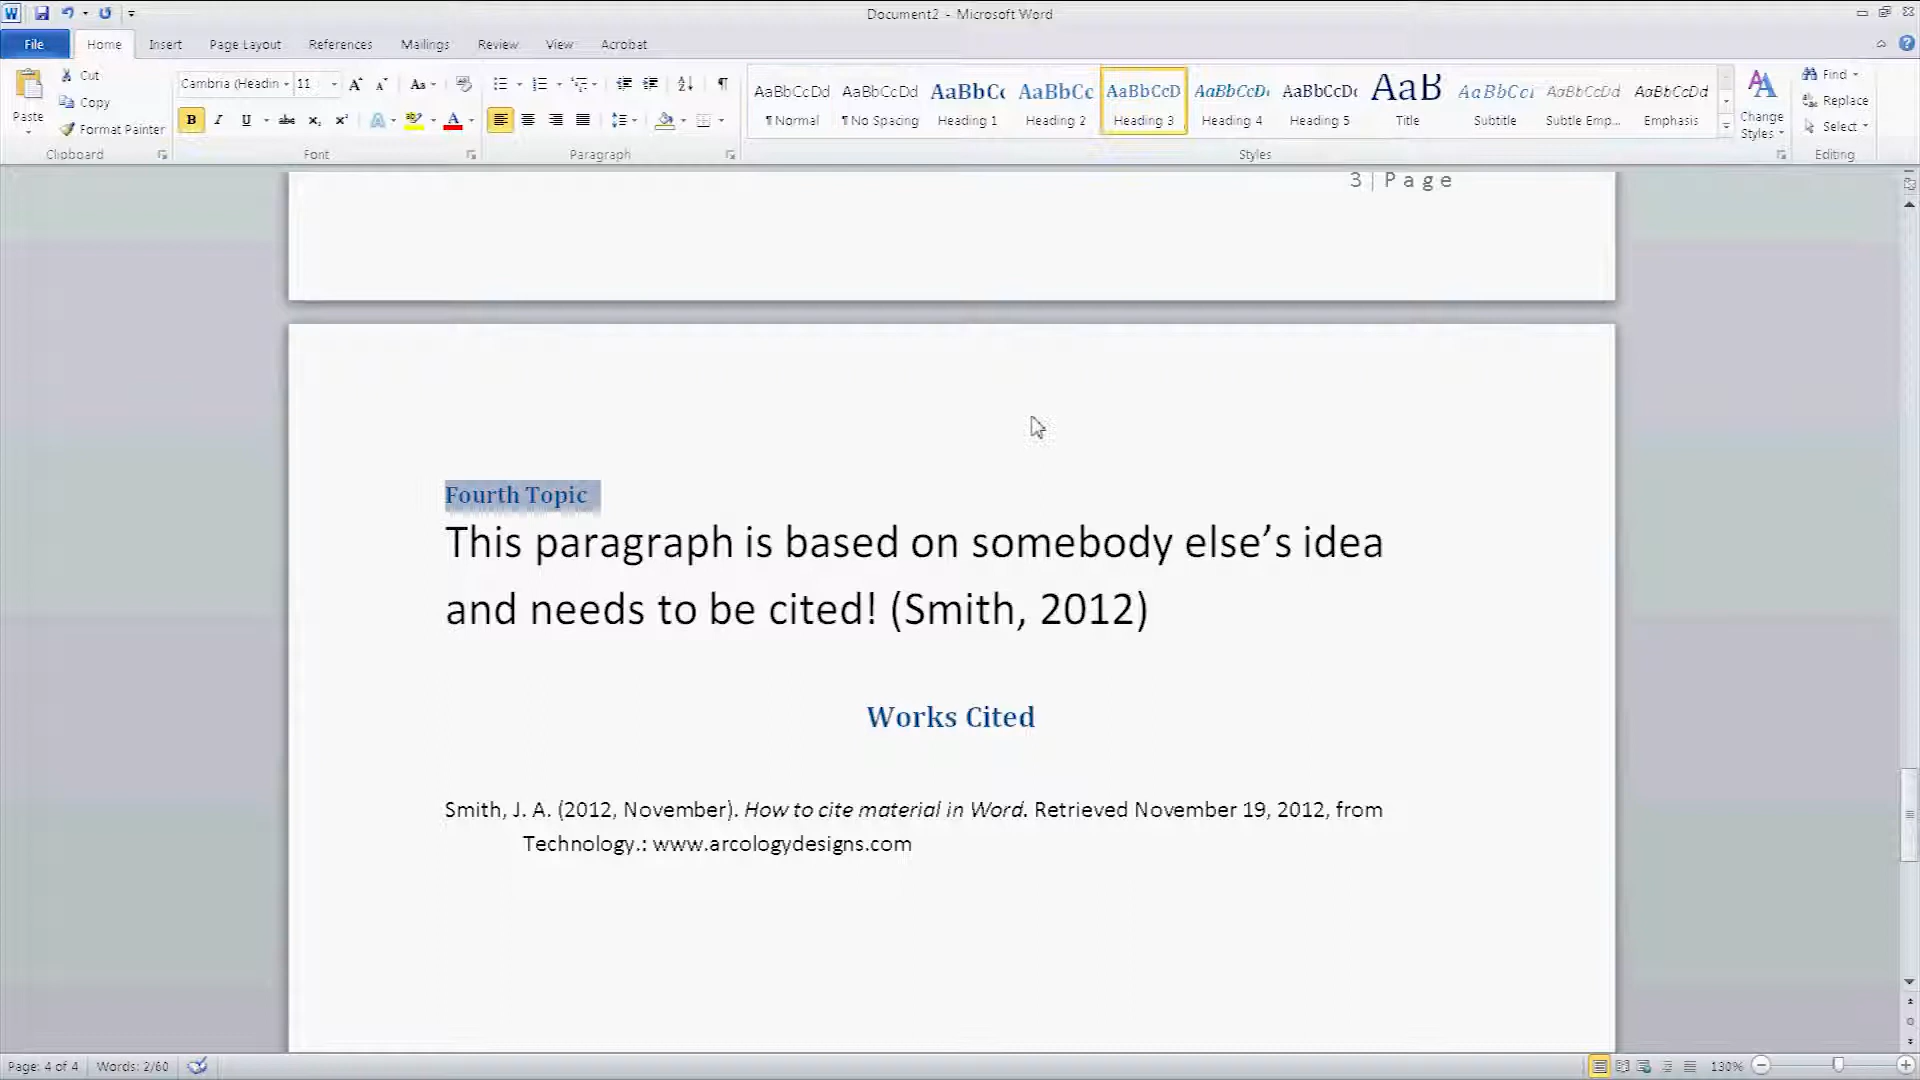 Document2 - Microsoft Word
File Home Insert Page Layout References Mailings Review View Acrobat
Cut
Copy
Format Painter
Paste
Clipboard
Cambria (Headin 11
Font
Paragraph
AaBbCcDd AaBbCcDd AaBbCc AaBbCc AaBbCcD AaBbCcDc AaBbCcDc AaB AaBbCcI AaBbCcDd AaBbCcDd
¶ Normal ¶ No Spacing Heading 1 Heading 2 Heading 3 Heading 4 Heading 5 Title Subtitle Subtle Emp... Emphasis
Change
Styles
Styles
Find
Replace
Select
Editing
3 | P a g e
Fourth Topic
This paragraph is based on somebody else’s idea
and needs to be cited! (Smith, 2012)
Works Cited
Smith, J. A. (2012, November). How to cite material in Word. Retrieved November 19, 2012, from
Technology.: www.arcologydesigns.com
Page: 4 of 4 Words: 2/60 130%